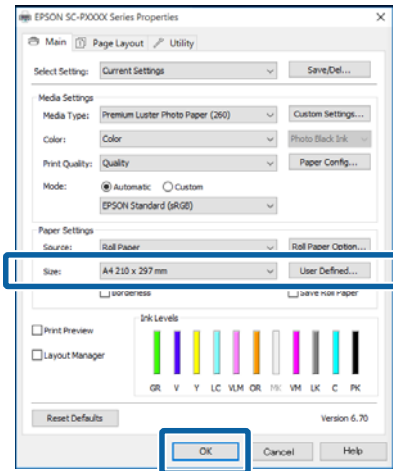 EPSON SC-PXXXX Series Properties
Main Page Layout Utility
Select Setting: Current Settings Save/Del...
Media Settings
Media Type: Premium Luster Photo Paper (260) Custom Settings...
Color: Color Photo Black Ink
Print Quality: Quality Paper Config...
Mode: Automatic Custom
EPSON Standard (sRGB)
Paper Settings
Source: Roll Paper Roll Paper Option...
Size: A4 210 x 297 mm User Defined...
Borderless Save Roll Paper
Ink Levels
Print Preview
Layout Manager
GR V Y LC VLM OR MK VM LK C PK
Reset Defaults Version 6.70
OK Cancel Help